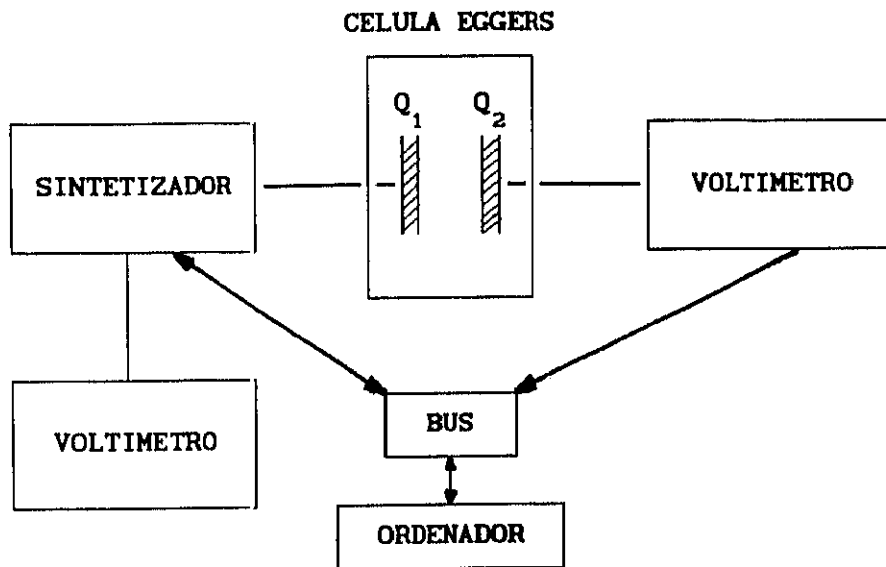 CELULA EGGERS
Q1 Q2
SINTETIZADOR
VOLTIMETRO
VOLTIMETRO
BUS
ORDENADOR